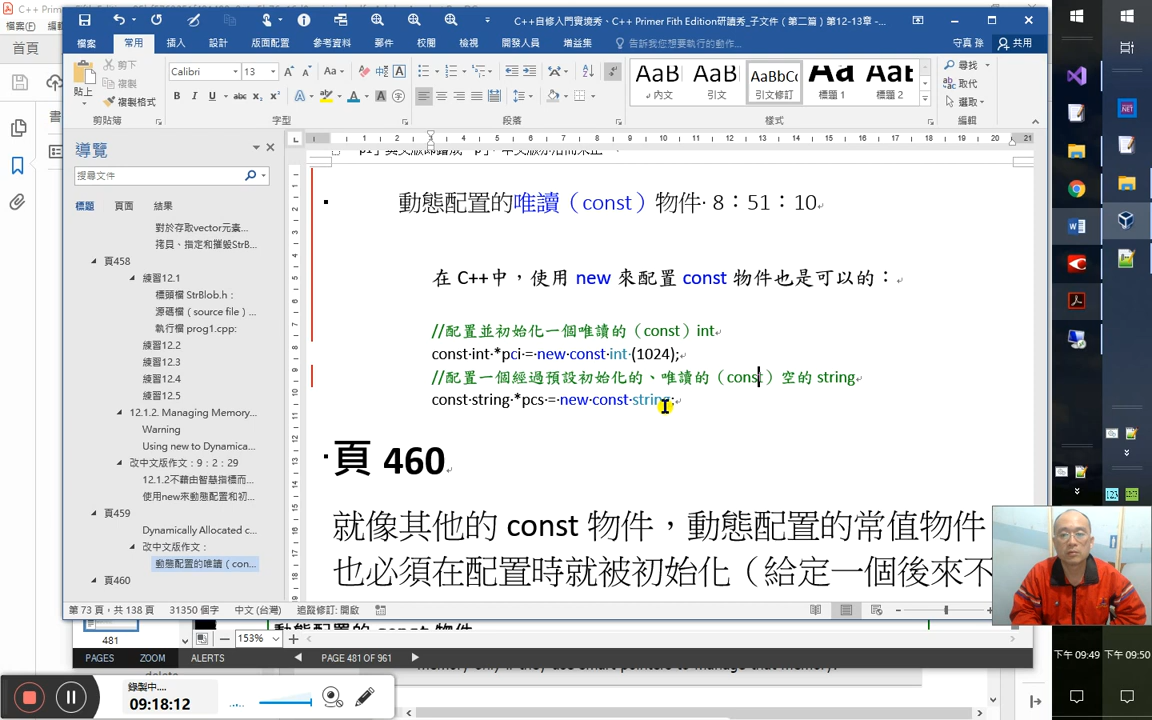 C++自修入門實境秀、C++ Primer Fith Edition研讀秀_子文件（第二篇）第12-13章 -...
檔案 常用 插入 設計 版面配置 參考資料 郵件 校閱 檢視 開發人員 增益集 告訴我您想要執行的動作... 守真 孫 共用
首頁
貼上 剪下
複製
複製格式
Calibri 13
AaBb AaBb AaBbCc AaBb Aab
內文 引文 引文修訂 標題 1 標題 2
尋找
取代
選取
剪貼簿 字型 段落 樣式 編輯
導覽
搜尋文件
標題 頁面 結果
對於存取vector元素...
拷貝、指定和摧毀StrB...
頁458
練習12.1
標頭檔 StrBlob.h：
源碼檔（source file）...
執行檔 prog1.cpp:
練習12.2
練習12.3
練習12.4
練習12.5
12.1.2. Managing Memory...
Warning
Using new to Dynamica...
改中文版作文：9：2：29
12.1.2不藉由智慧指標而...
使用new來動態配置和初...
頁459
Dynamically Allocated c...
改中文版作文：
動態配置的唯讀（con...
頁460
動態配置的唯讀（const）物件 8：51：10
在 C++中，使用 new 來配置 const 物件也是可以的：
//配置並初始化一個唯讀的（const）int
const int *pci = new const int (1024);
//配置一個經過預設初始化的、唯讀的（const）空的 string
const string *pcs = new const string;
頁 460
就像其他的 const 物件，動態配置的常值物件
也必須在配置時就被初始化（給定一個後來不
第 73 頁，共 138 頁 31350 個字 中文 (台灣) 追蹤修訂: 開啟
481
153%
PAGES ZOOM ALERTS PAGE 481 OF 961
memory only if they use smart pointers to manage that memory.
錄製中....
09:18:12
下午 09:49
下午 09:50